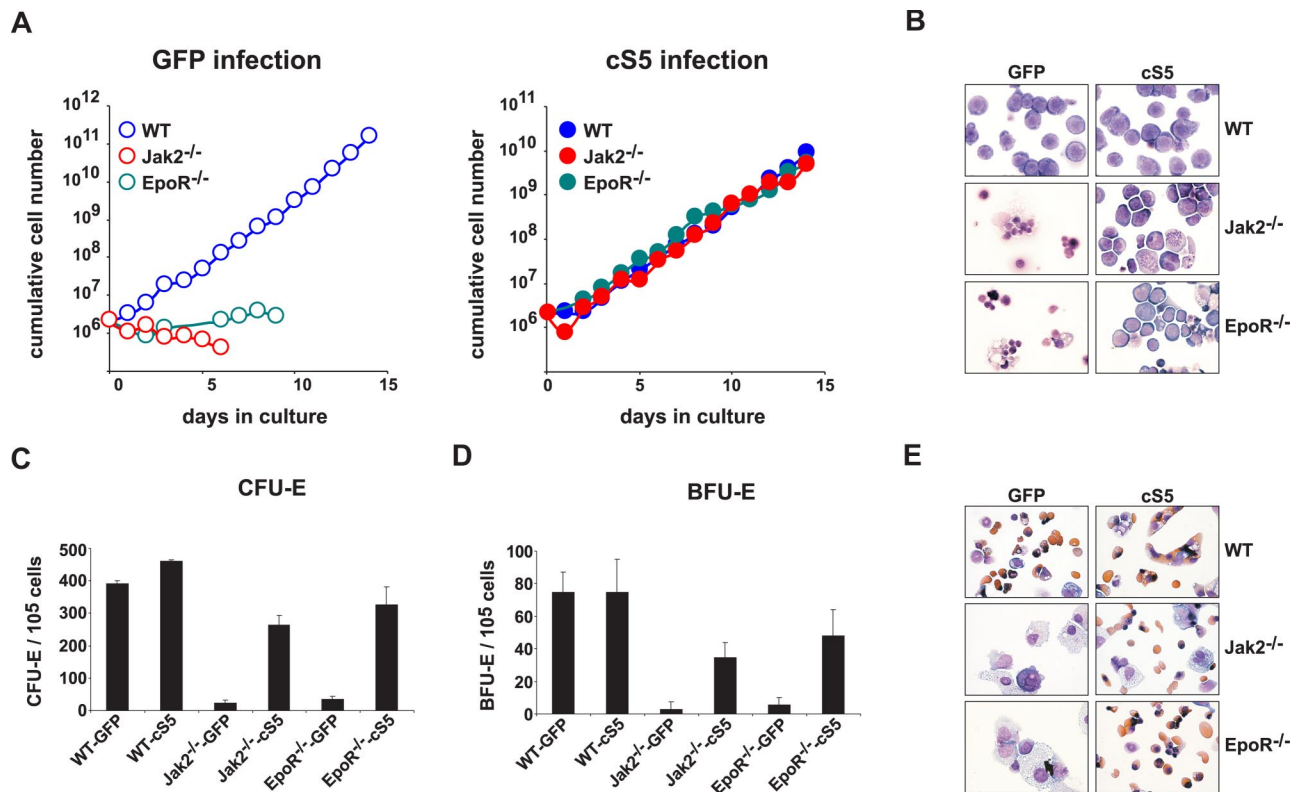 A
GFP infection
cumulative cell number
10^12
10^11
10^10
10^9
10^8
10^7
10^6
WT
Jak2-/-
EpoR-/-
0 5 10 15
days in culture
cS5 infection
cumulative cell number
10^11
10^10
10^9
10^8
10^7
10^6
WT
Jak2-/-
EpoR-/-
0 5 10 15
days in culture
B
GFP cS5
WT
Jak2-/-
EpoR-/-
C
CFU-E
CFU-E / 10^5 cells
500
400
300
200
100
0
WT-GFP
WT-cS5
Jak2-/--GFP
Jak2-/--cS5
EpoR-/--GFP
EpoR-/--cS5
D
BFU-E
BFU-E / 10^5 cells
100
80
60
40
20
0
WT-GFP
WT-cS5
Jak2-/--GFP
Jak2-/--cS5
EpoR-/--GFP
EpoR-/--cS5
E
GFP cS5
WT
Jak2-/-
EpoR-/-